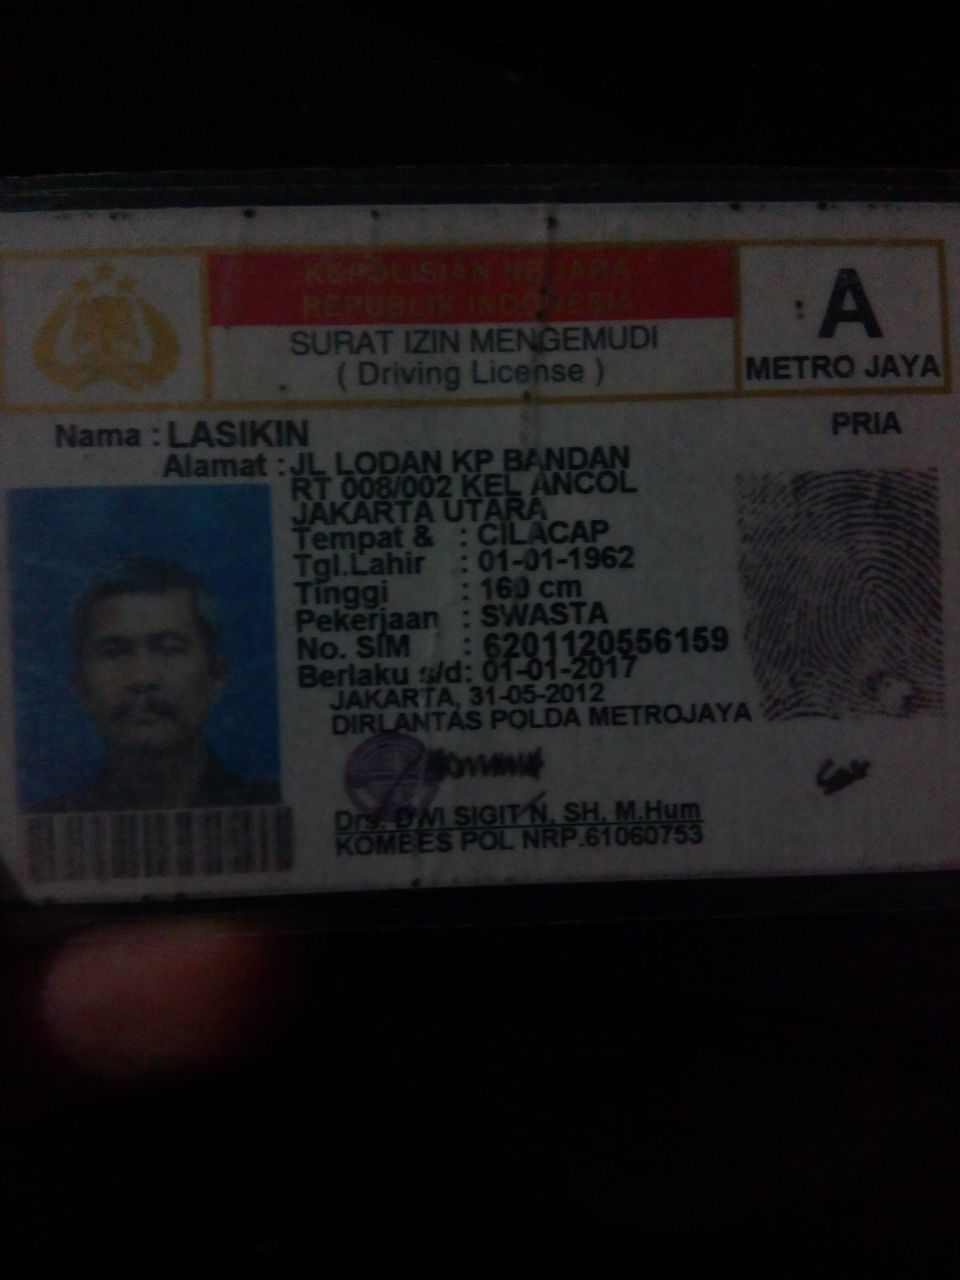 KEPOLISIAN NEGARA
REPUBLIK INDONESIA
SURAT IZIN MENGEMUDI
( Driving License )
A
METRO JAYA
PRIA
Nama : LASIKIN
Alamat : JL LODAN KP BANDAN
RT 008/002 KEL ANCOL
JAKARTA UTARA
Tempat & : CILACAP
Tgl.Lahir : 01-01-1962
Tinggi : 160 cm
Pekerjaan : SWASTA
No. SIM : 6201120556159
Berlaku s/d: 01-01-2017
JAKARTA, 31-05-2012
DIRLANTAS POLDA METROJAYA
Drs. DWI SIGIT N, SH, M.Hum
KOMBES POL NRP.61060753